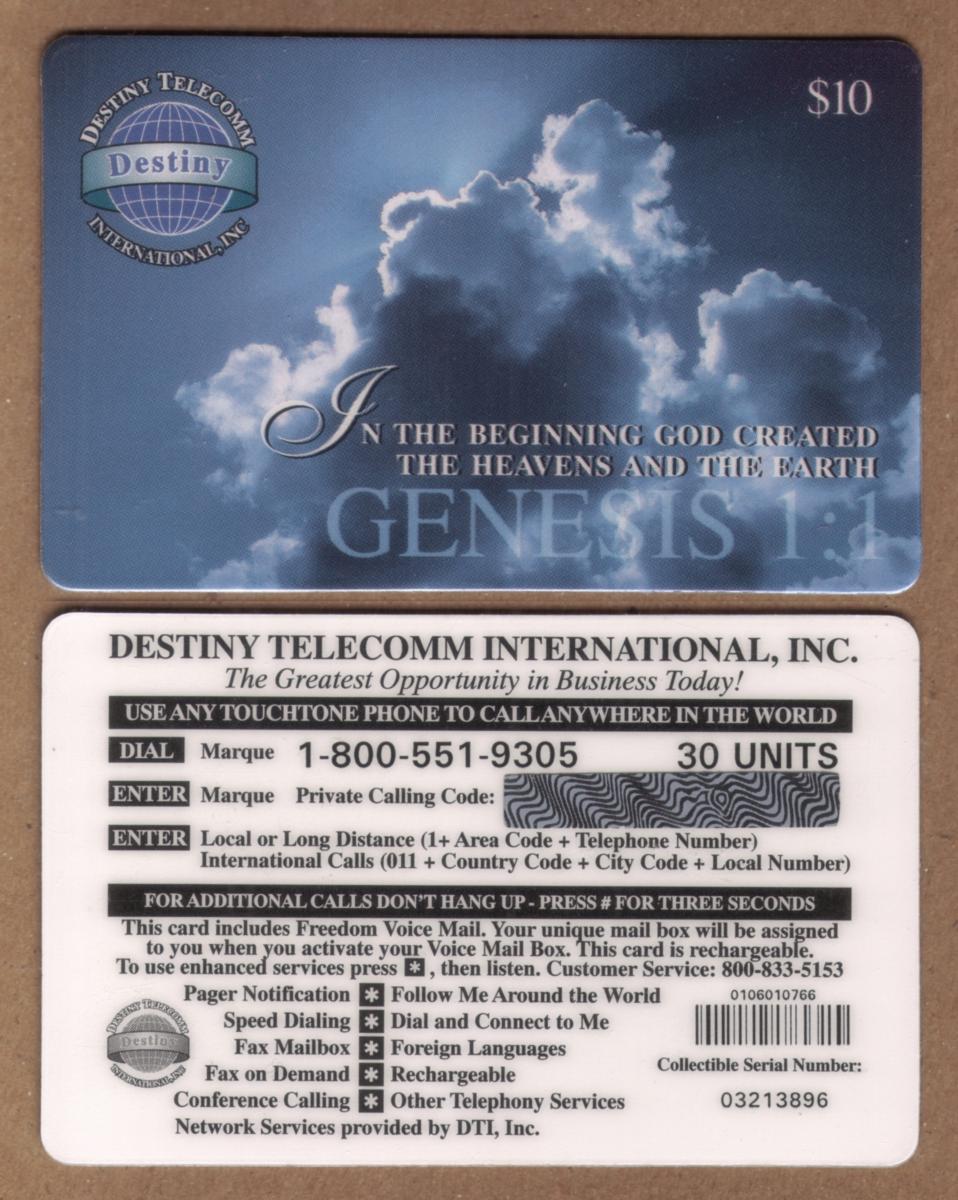 DESTINY TELECOMM
Destiny
INTERNATIONAL, INC
$10
IN THE BEGINNING GOD CREATED
THE HEAVENS AND THE EARTH
GENESIS 1:1
DESTINY TELECOMM INTERNATIONAL, INC.
The Greatest Opportunity in Business Today!
USE ANY TOUCHTONE PHONE TO CALL ANYWHERE IN THE WORLD
DIAL Marque 1-800-551-9305 30 UNITS
ENTER Marque Private Calling Code:
ENTER Local or Long Distance (1+ Area Code + Telephone Number)
International Calls (011 + Country Code + City Code + Local Number)
FOR ADDITIONAL CALLS DON'T HANG UP - PRESS # FOR THREE SECONDS
This card includes Freedom Voice Mail. Your unique mail box will be assigned
to you when you activate your Voice Mail Box. This card is rechargeable.
To use enhanced services press *, then listen. Customer Service: 800-833-5153
Pager Notification * Follow Me Around the World
Speed Dialing * Dial and Connect to Me
Fax Mailbox * Foreign Languages
Fax on Demand * Rechargeable
Conference Calling * Other Telephony Services
Network Services provided by DTI, Inc.
DESTINY TELECOMM
Destiny
INTERNATIONAL, INC
0106010766
Collectible Serial Number:
03213896